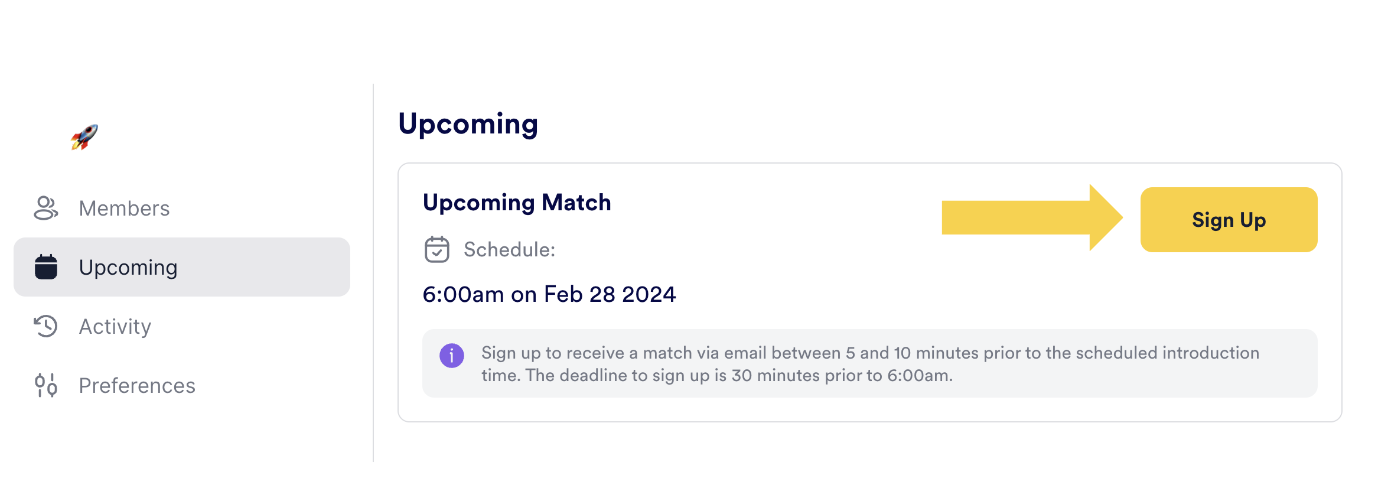 Members
Upcoming
Activity
Preferences
Upcoming
Upcoming Match
Sign Up
Schedule:
6:00am on Feb 28 2024
Sign up to receive a match via email between 5 and 10 minutes prior to the scheduled introduction
time. The deadline to sign up is 30 minutes prior to 6:00am.